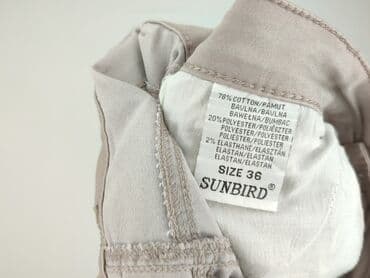 78% COTTON/PAMUT
BAVLNA/BAVLNA
BAWEŁNA/BUMBAC
20%POLYESTER/POLIÉSZTER
POLYESTER/POLYESTER
POLIESTER/POLIESTER
2% ELASTHANE/ELASZTÁN
ELASTAN/ELASTAN
ELASTAN/ELASTAN
SIZE 36
SUNBIRD®